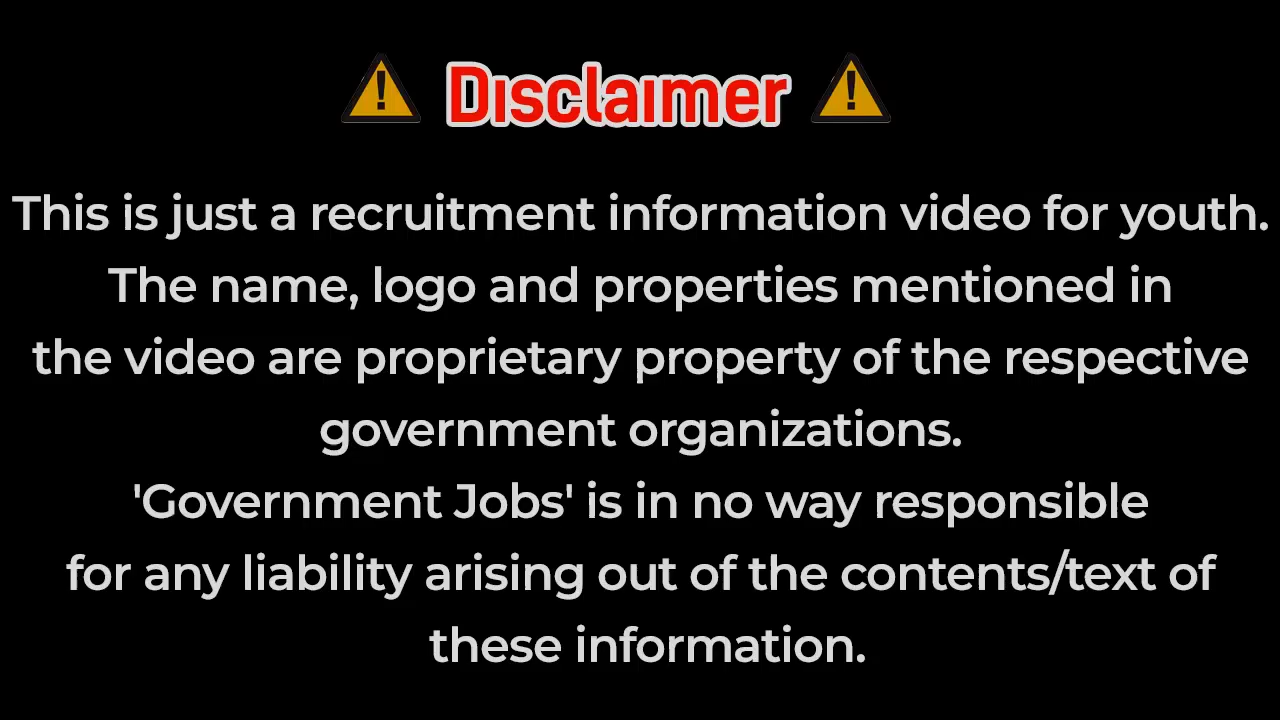 Disclaimer
This is just a recruitment information video for youth.
The name, logo and properties mentioned in
the video are proprietary property of the respective
government organizations.
'Government Jobs' is in no way responsible
for any liability arising out of the contents/text of
these information.